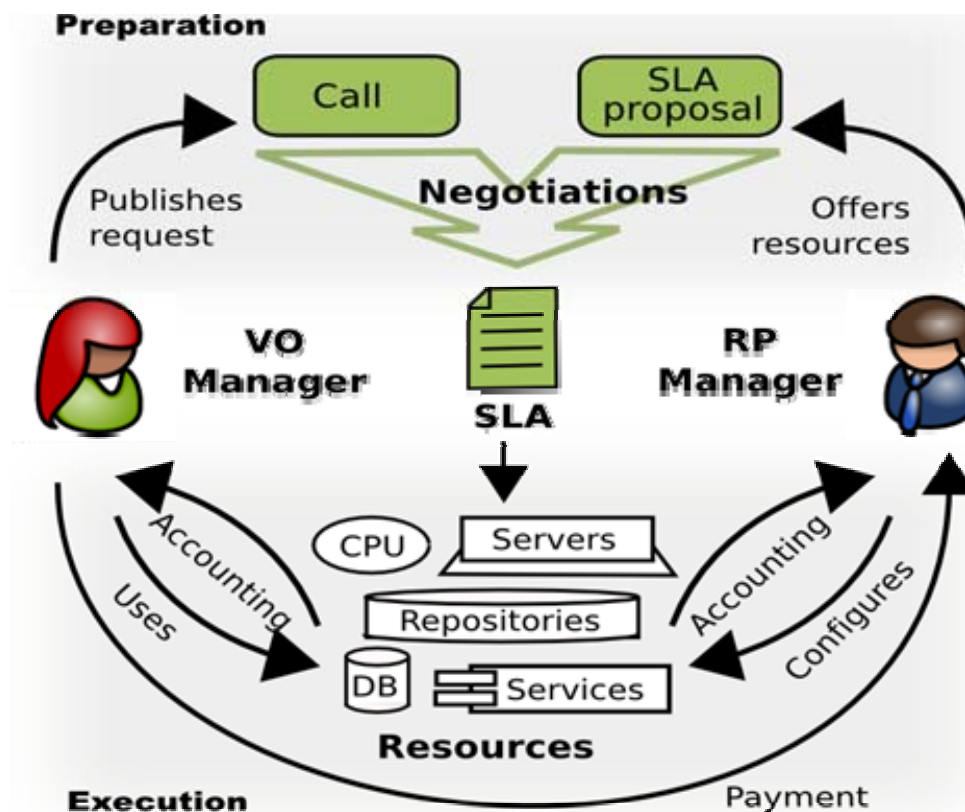 Preparation
Call
SLA
proposal
Publishes
request
Negotiations
Offers
resources
VO
Manager
SLA
RP
Manager
Accounting
Uses
CPU
Servers
Repositories
DB
Services
Resources
Accounting
Configures
Execution
Payment